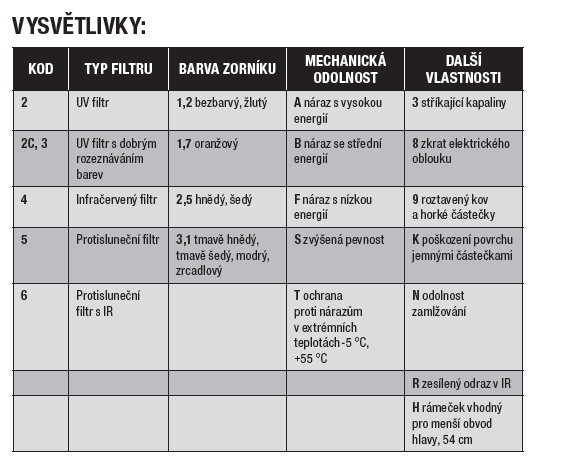 VYSVĚTLIVKY:
KOD TYP FILTRU BARVA ZORNÍKU MECHANICKÁ ODOLNOST DALŠÍ VLASTNOSTI
2 UV filtr 1,2 bezbarvý, žlutý A náraz s vysokou 3 stříkající kapaliny
energií
2C, 3 UV filtr s dobrým 1,7 oranžový B náraz se střední 8 zkrat elektrického
rozeznáváním energií oblouku
barev
4 Infračervený filtr 2,5 hnědý, šedý F náraz s nízkou 9 roztavený kov
energií a horké částečky
5 Protisluneční filtr 3,1 tmavě hnědý, S zvýšená pevnost K poškození povrchu
tmavě šedý, modrý, jemnými částečkami
zrcadlový
6 Protisluneční T ochrana N odolnost
filtr s IR proti nárazům zamlžování
v extrémních
teplotách -5 °C,
+55 °C
R zesílený odraz v IR
H rámeček vhodný
pro menší obvod
hlavy, 54 cm